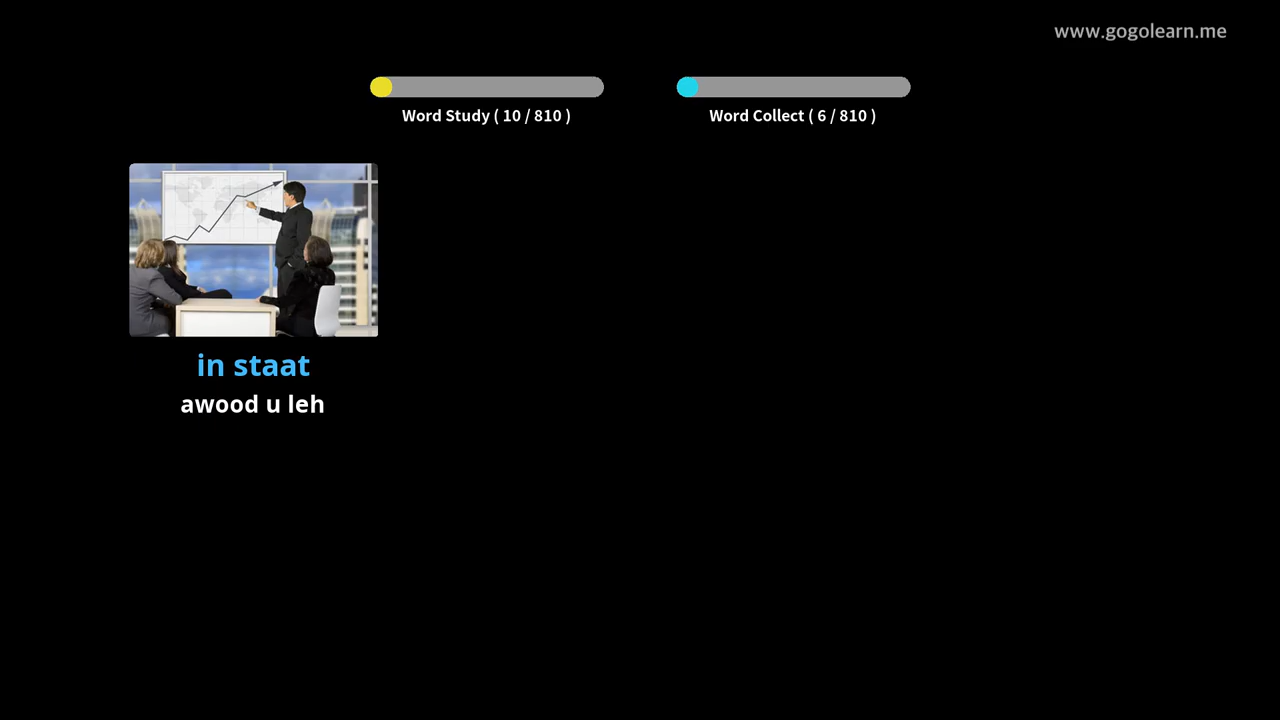 www.gogolearn.me
Word Study ( 10 / 810 )
Word Collect ( 6 / 810 )
in staat
awood u leh